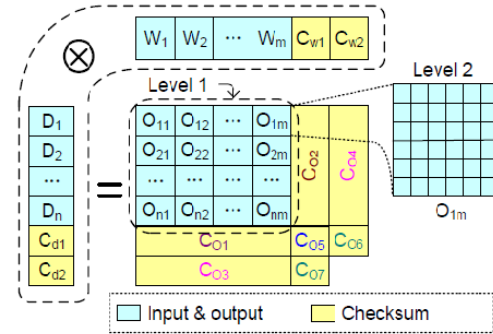 W1 W2 ... Wm Cw1 Cw2
⊗
Level 1
Level 2
D1
D2
...
Dn
Cd1
Cd2
=
O11 O12 ... O1m
O21 O22 ... O2m
... ... ... ...
On1 On2 ... Onm
CO2
CO4
O1m
CO1 CO5 CO6
CO3 CO7
Input & output
Checksum